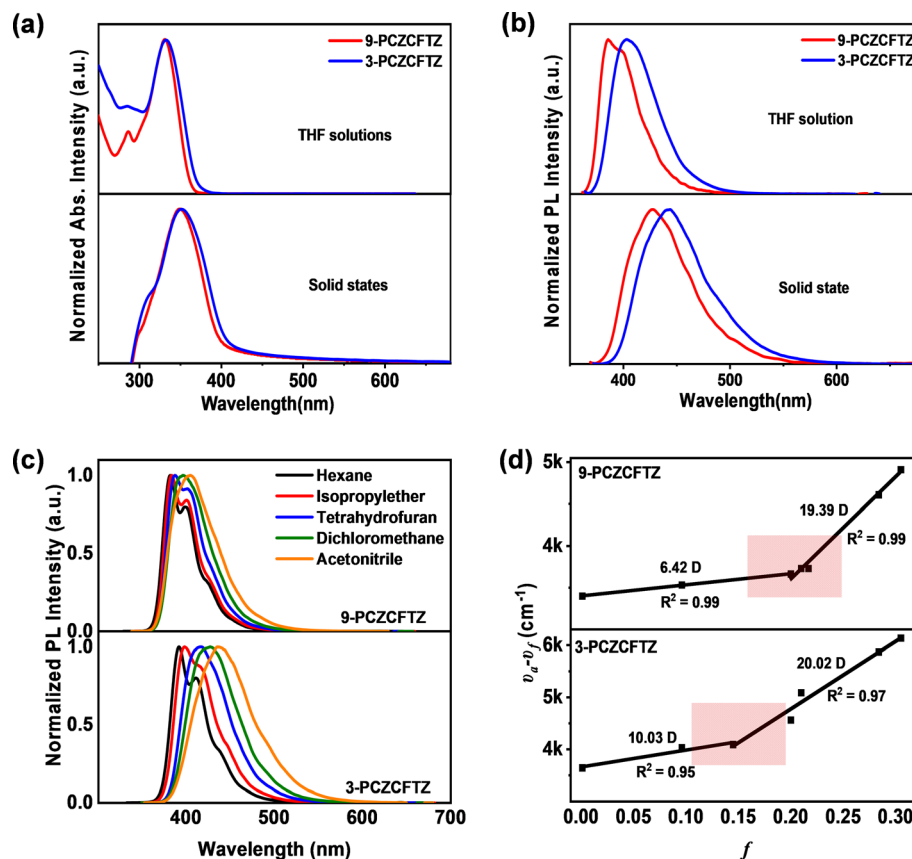 (a)
Normalized Abs. Intensity (a.u.)
9-PCZCFTZ
3-PCZCFTZ
THF solutions
Solid states
300 400 500 600
Wavelength(nm)
(b)
Normalized PL Intensity (a.u.)
9-PCZCFTZ
3-PCZCFTZ
THF solution
Solid state
400 500 600
Wavelength(nm)
(c)
Normalized PL Intensity (a.u.)
1.0
0.5
0.0
1.0
0.5
0.0
Hexane
Isopropylether
Tetrahydrofuran
Dichloromethane
Acetonitrile
9-PCZCFTZ
3-PCZCFTZ
400 500 600 700
Wavelength (nm)
(d)
υa-υf (cm-1)
5k
4k
9-PCZCFTZ
19.39 D
R2 = 0.99
6.42 D
R2 = 0.99
6k
5k
4k
3-PCZCFTZ
20.02 D
R2 = 0.97
10.03 D
R2 = 0.95
0.00 0.05 0.10 0.15 0.20 0.25 0.30
f